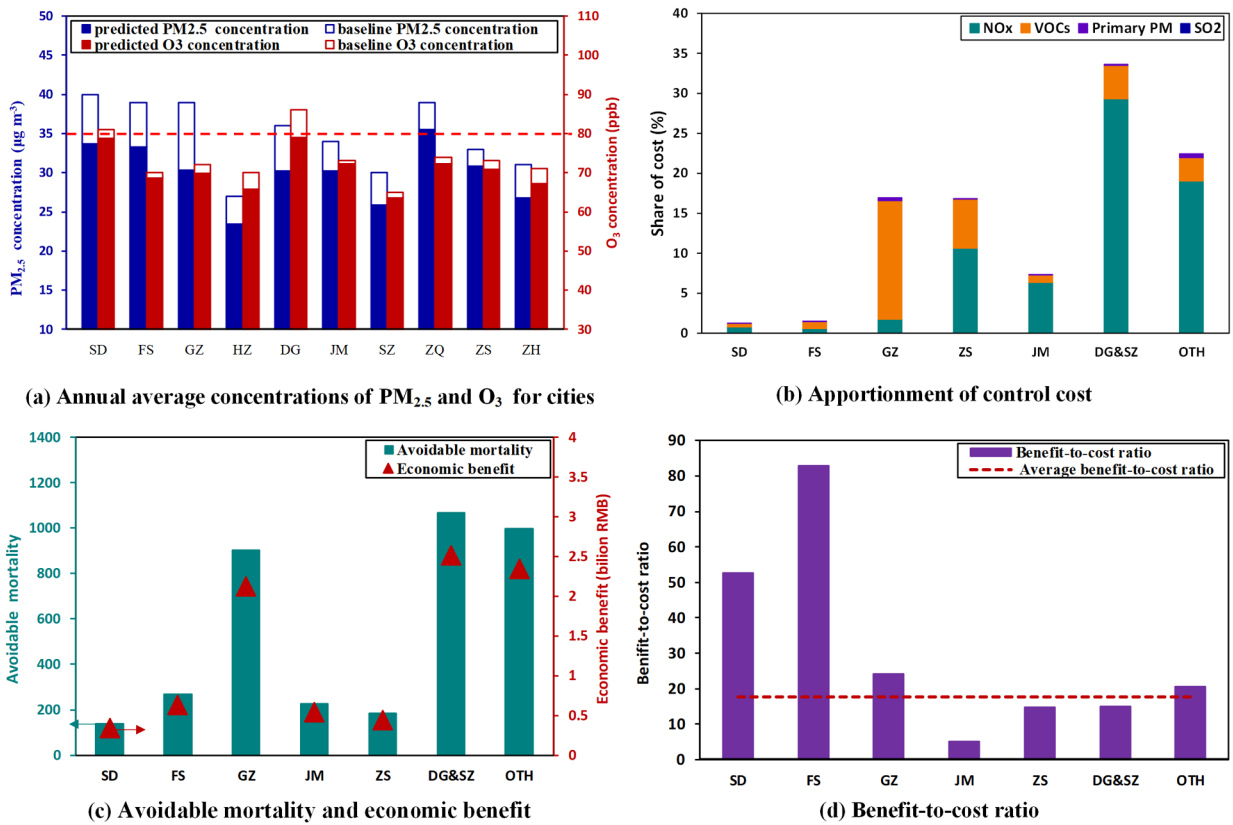 predicted PM2.5 concentration
baseline PM2.5 concentration
predicted O3 concentration
baseline O3 concentration
50
45
40
35
30
25
20
15
10
PM2.5 concentration (µg m-3)
110
100
90
80
70
60
50
40
30
O3 concentration (ppb)
SD FS GZ HZ DG JM SZ ZQ ZS ZH
(a) Annual average concentrations of PM2.5 and O3 for cities
NOx VOCs Primary PM SO2
40
35
30
25
20
15
10
5
0
Share of cost (%)
SD FS GZ ZS JM DG&SZ OTH
(b) Apportionment of control cost
Avoidable mortality
Economic benefit
1400
1200
1000
800
600
400
200
0
Avoidable mortality
4
3.5
3
2.5
2
1.5
1
0.5
0
Economic benefit (bilion RMB)
SD FS GZ JM ZS DG&SZ OTH
(c) Avoidable mortality and economic benefit
Benefit-to-cost ratio
Average benefit-to-cost ratio
90
80
70
60
50
40
30
20
10
0
Benifit-to-cost ratio
SD FS GZ JM ZS DG&SZ OTH
(d) Benefit-to-cost ratio